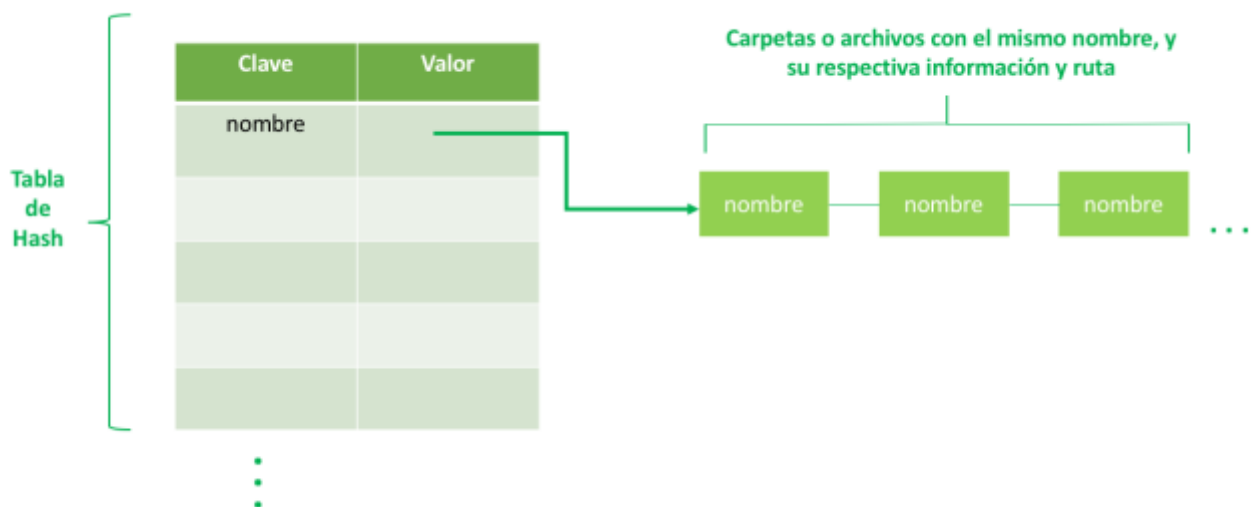 Carpetas o archivos con el mismo nombre, y
su respectiva información y ruta
Clave
Valor
nombre
Tabla
de
Hash
nombre
nombre
nombre
...